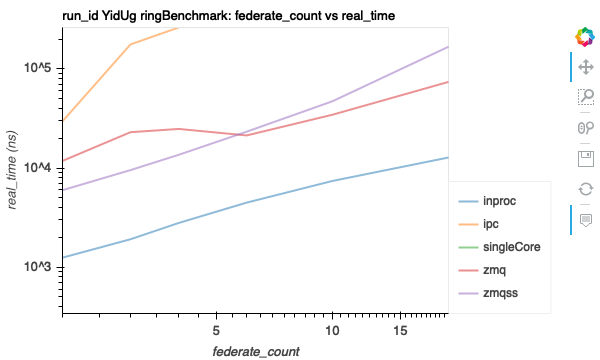 run_id YidUg ringBenchmark: federate_count vs real_time
10^5
10^4
10^3
real_time (ns)
5
10
15
federate_count
inproc
ipc
singleCore
zmq
zmqss